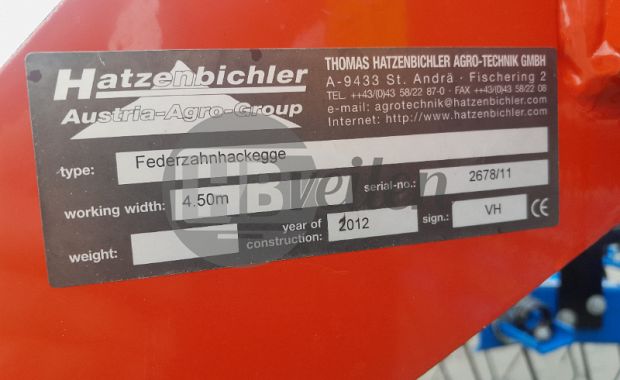 Hatzenbichler
Austria-Agro-Group
THOMAS HATZENBICHLER AGRO-TECHNIK GMBH
A-9433 St. Andrä · Fischering 2
TEL. ++43/(0)43 58/22 87-0 · FAX ++43/(0)43 58/22 08
e-mail: agrotechnik@hatzenbichler.com
Internet: http://www.hatzenbichler.com
type: Federzahnhackegge
working width: 4.50m serial-no.: 2678/11
weight: year of construction: 2012 sign.: VH CE
HB veilen